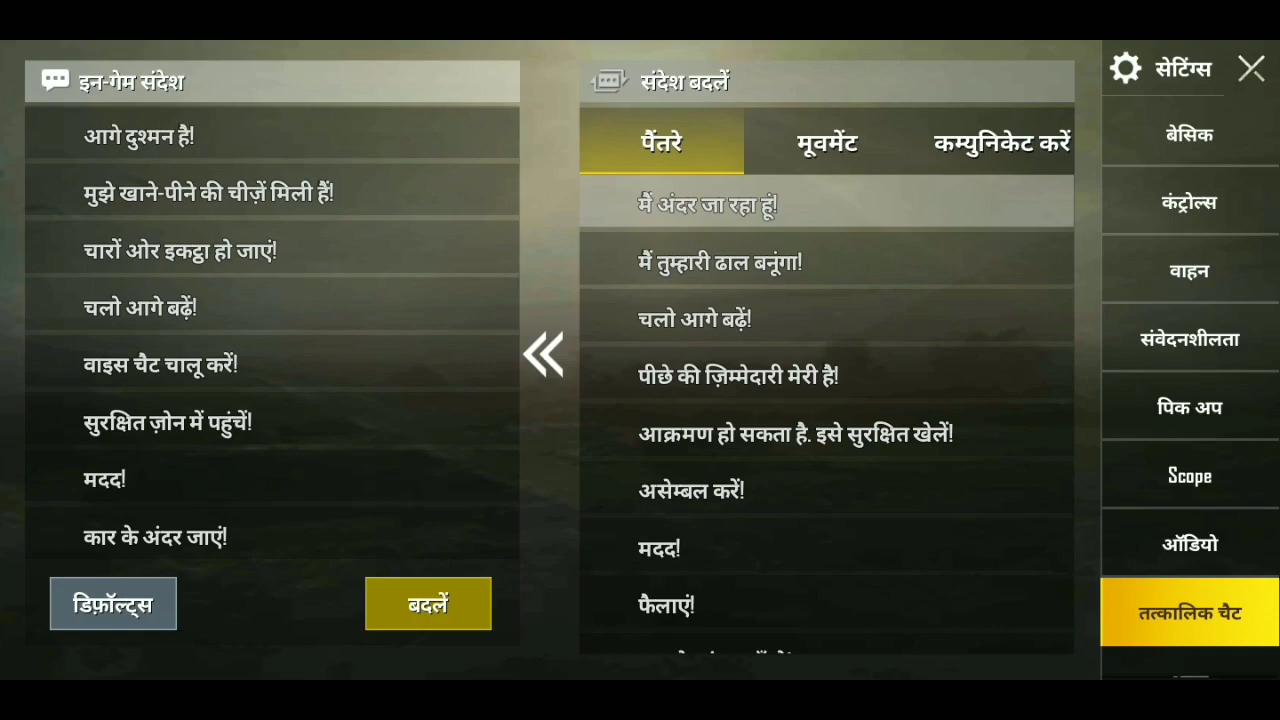 इन-गेम संदेश
आगे दुश्मन है!
मुझे खाने-पीने की चीज़ें मिली हैं!
चारों ओर इकट्ठा हो जाएं!
चलो आगे बढ़ें!
वाइस चैट चालू करें!
सुरक्षित ज़ोन में पहुंचें!
मदद!
कार के अंदर जाएं!
डिफ़ॉल्ट्स
बदलें
संदेश बदलें
पैंतरे
मूवमेंट
कम्युनिकेट करें
मैं अंदर जा रहा हूं!
मैं तुम्हारी ढाल बनूंगा!
चलो आगे बढ़ें!
पीछे की ज़िम्मेदारी मेरी है!
आक्रमण हो सकता है. इसे सुरक्षित खेलें!
असेम्बल करें!
मदद!
फैलाएं!
सेटिंग्स
बेसिक
कंट्रोल्स
वाहन
संवेदनशीलता
पिक अप
Scope
ऑडियो
तत्कालिक चैट